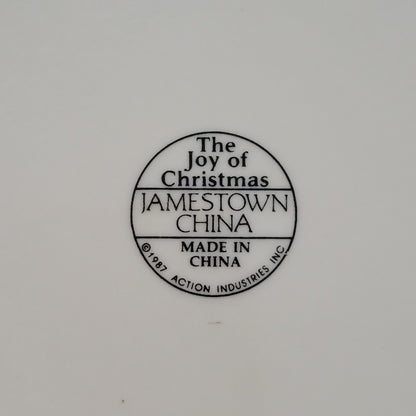 The
Joy of
Christmas
JAMESTOWN
CHINA
MADE IN
CHINA
©1987 ACTION INDUSTRIES INC